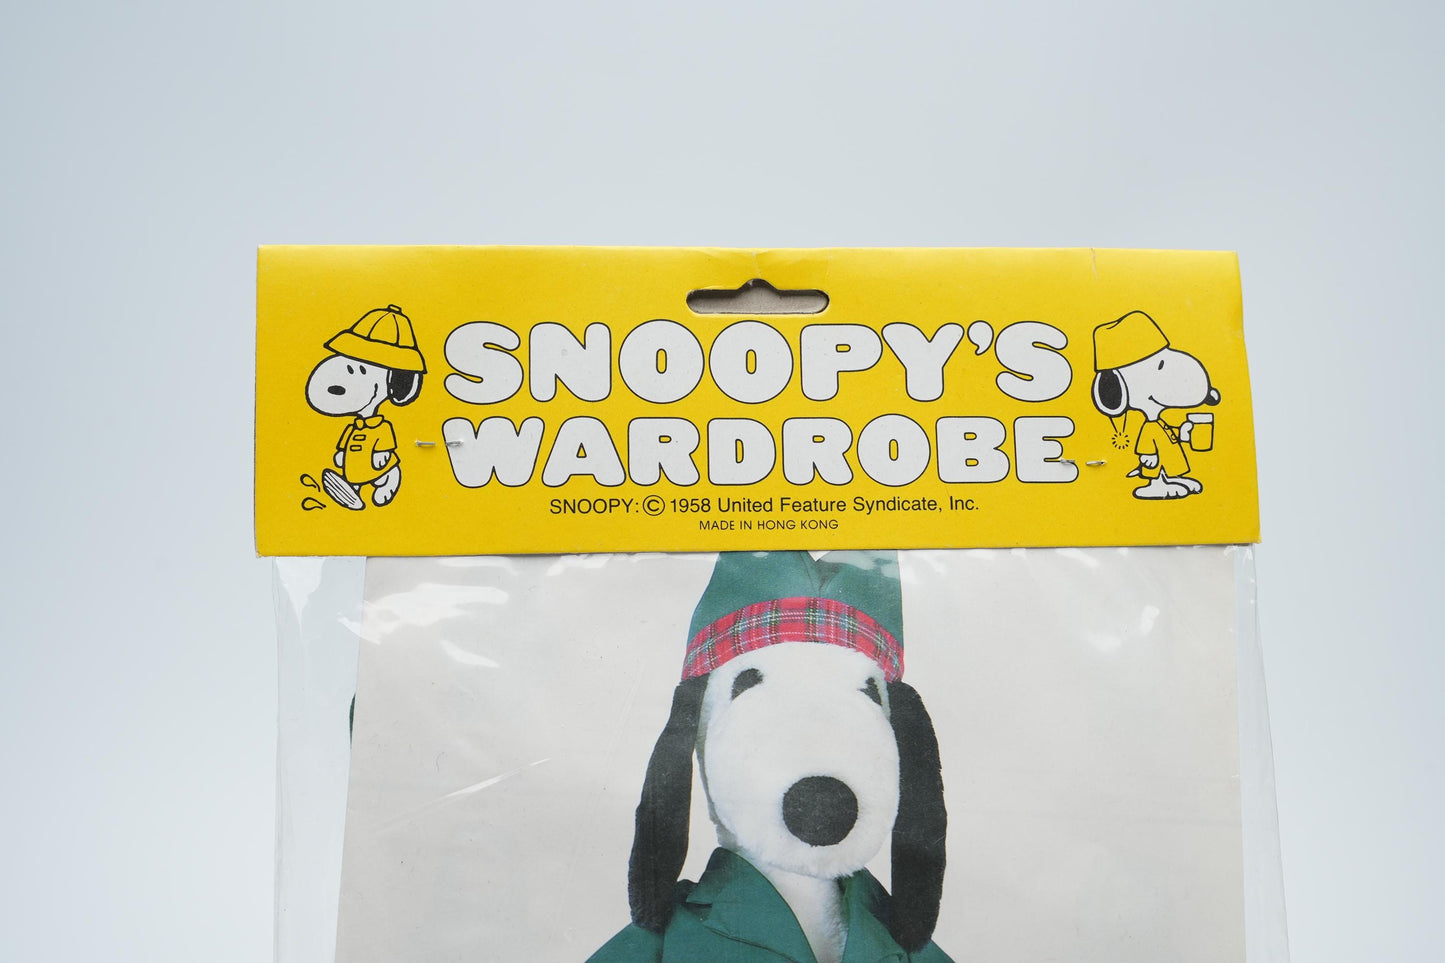 SNOOPY'S
WARDROBE
SNOOPY: © 1958 United Feature Syndicate, Inc.
MADE IN HONG KONG